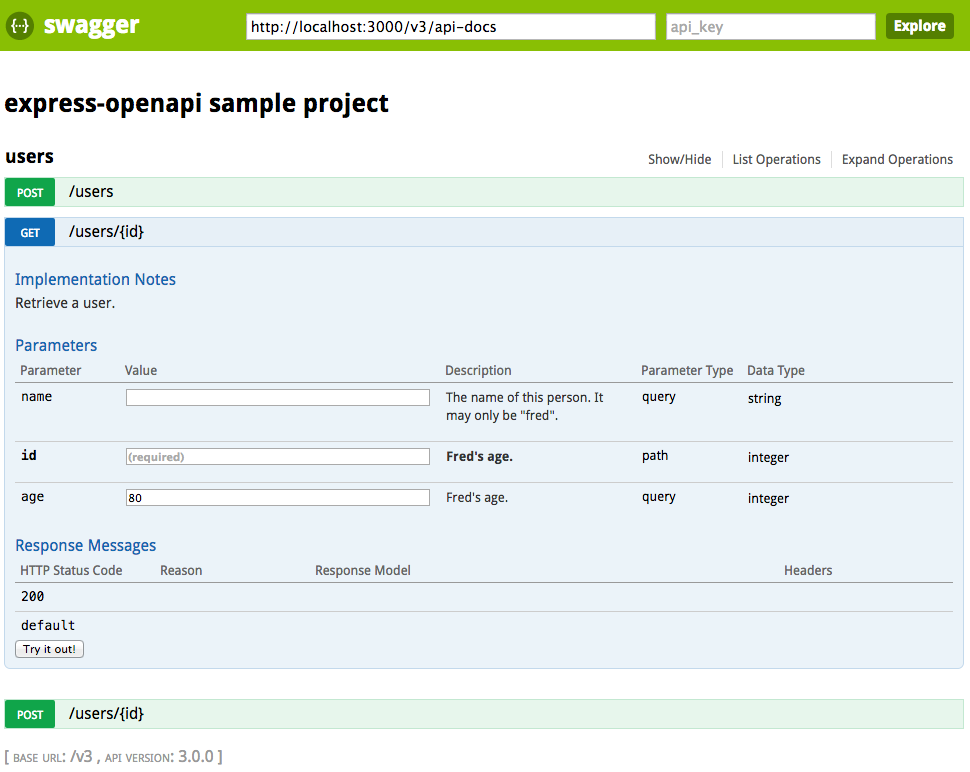 {···} swagger http://localhost:3000/v3/api-docs api_key Explore
express-openapi sample project
users Show/Hide List Operations Expand Operations
POST /users
GET /users/{id}
Implementation Notes
Retrieve a user.
Parameters
Parameter Value Description Parameter Type Data Type
name The name of this person. It query string
may only be "fred".
id (required) Fred's age. path integer
age 80 Fred's age. query integer
Response Messages
HTTP Status Code Reason Response Model Headers
200
default
Try it out!
POST /users/{id}
[ BASE URL: /v3 , API VERSION: 3.0.0 ]